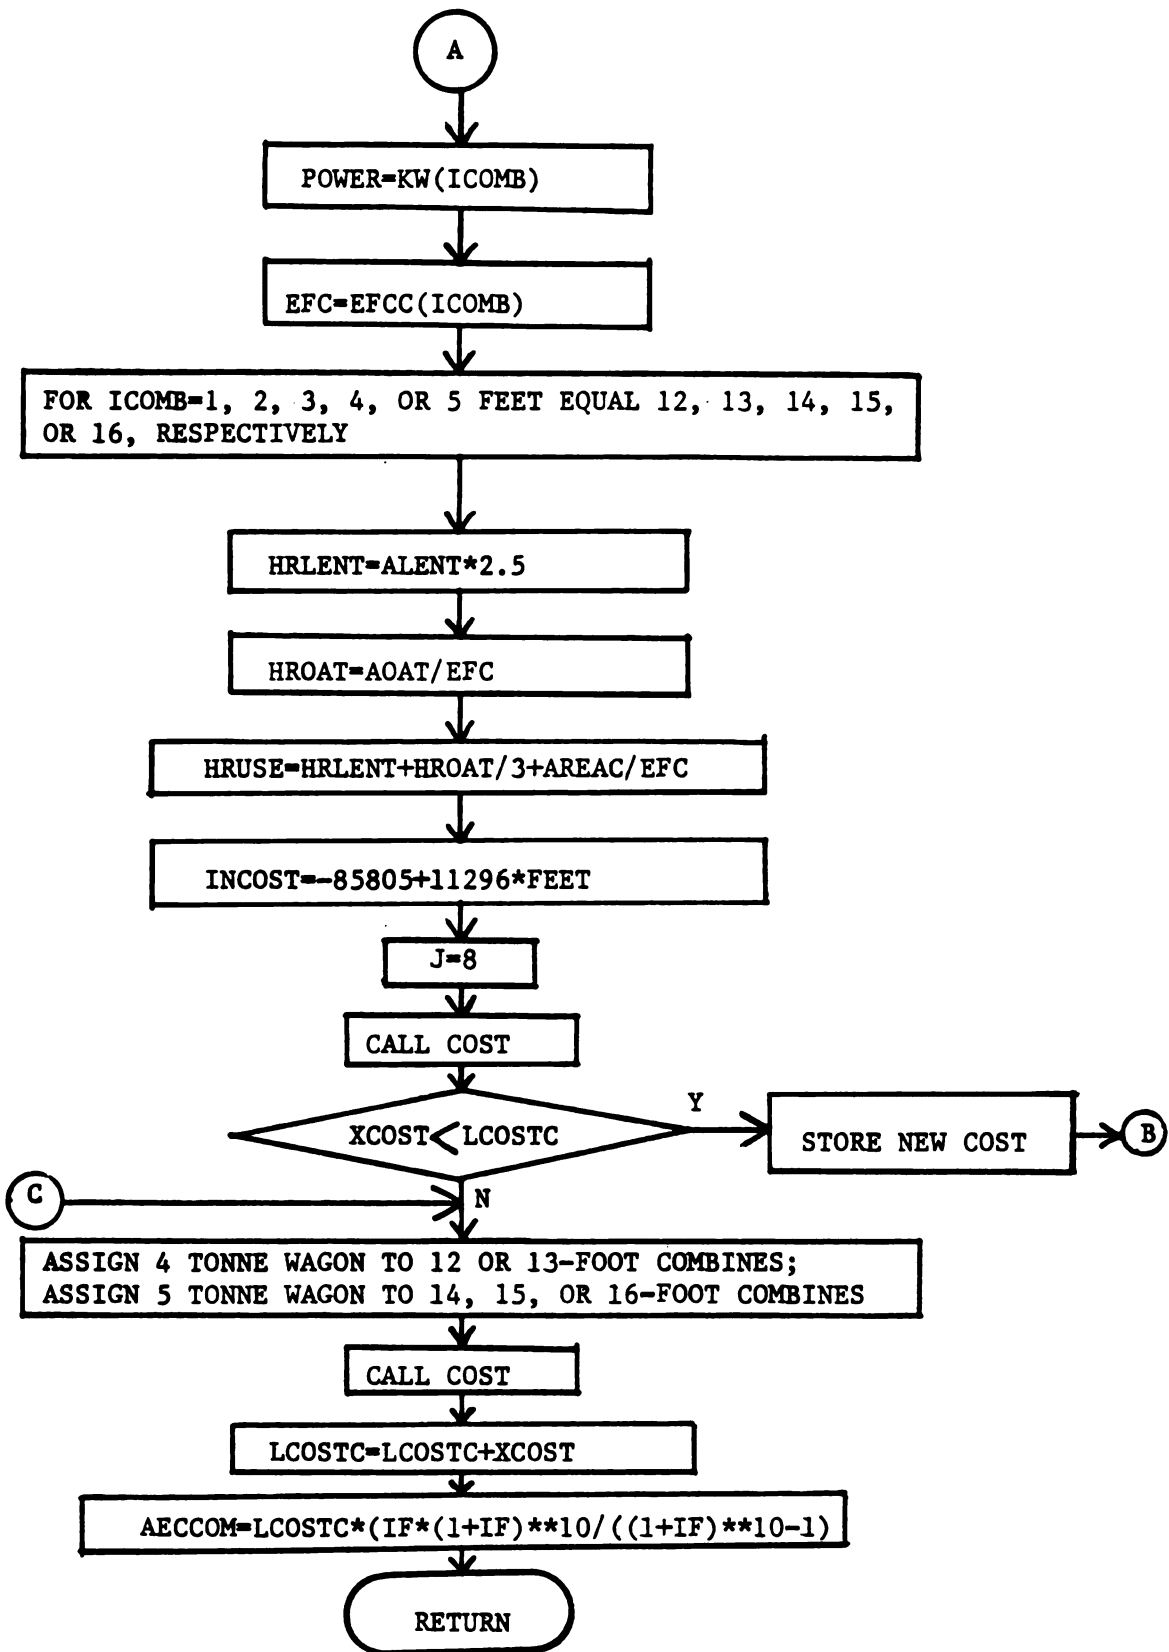 A
POWER=KW(ICOMB)
EFC=EFCC(ICOMB)
FOR ICOMB=1, 2, 3, 4, OR 5 FEET EQUAL 12, 13, 14, 15,
OR 16, RESPECTIVELY
HRLENT=ALENT*2.5
HROAT=AOAT/EFC
HRUSE=HRLENT+HROAT/3+AREAC/EFC
INCOST=-85805+11296*FEET
J=8
CALL COST
XCOST<LCOSTC
Y
STORE NEW COST
B
C
N
ASSIGN 4 TONNE WAGON TO 12 OR 13-FOOT COMBINES;
ASSIGN 5 TONNE WAGON TO 14, 15, OR 16-FOOT COMBINES
CALL COST
LCOSTC=LCOSTC+XCOST
AECCOM=LCOSTC*(IF*(1+IF)**10/((1+IF)**10-1)
RETURN